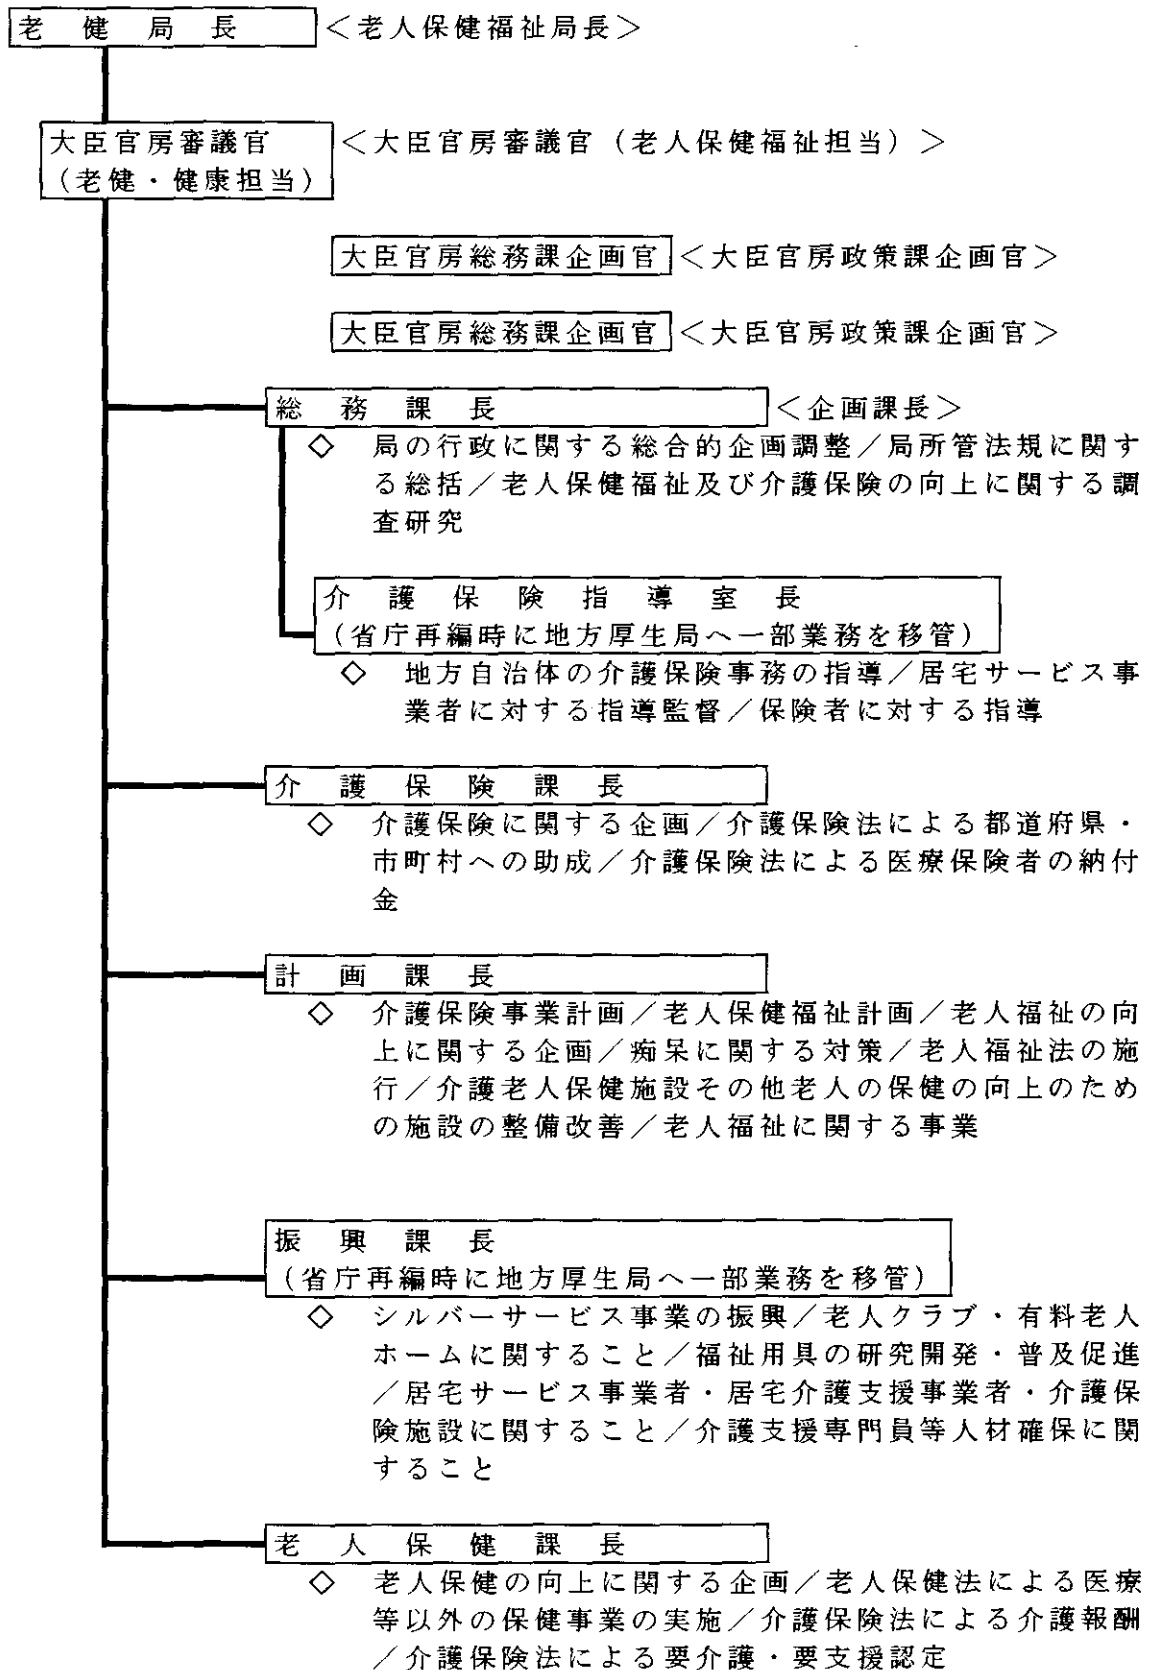 老健局長 <老人保健福祉局長>
大臣官房審議官 <大臣官房審議官(老人保健福祉担当)>
(老健・健康担当)
大臣官房総務課企画官 <大臣官房政策課企画官>
大臣官房総務課企画官 <大臣官房政策課企画官>
総務課長 <企画課長>
◇ 局の行政に関する総合的企画調整/局所管法規に関す
る総括/老人保健福祉及び介護保険の向上に関する調
査研究
介護保険指導室長
(省庁再編時に地方厚生局へ一部業務を移管)
◇ 地方自治体の介護保険事務の指導/居宅サービス事
業者に対する指導監督/保険者に対する指導
介護保険課長
◇ 介護保険に関する企画/介護保険法による都道府県・
市町村への助成/介護保険法による医療保険者の納付
金
計画課長
◇ 介護保険事業計画/老人保健福祉計画/老人福祉の向
上に関する企画/痴呆に関する対策/老人福祉法の施
行/介護老人保健施設その他老人の保健の向上のため
の施設の整備改善/老人福祉に関する事業
振興課長
(省庁再編時に地方厚生局へ一部業務を移管)
◇ シルバーサービス事業の振興/老人クラブ・有料老人
ホームに関すること/福祉用具の研究開発・普及促進
/居宅サービス事業者・居宅介護支援事業者・介護保
険施設に関すること/介護支援専門員等人材確保に関
すること
老人保健課長
◇ 老人保健の向上に関する企画/老人保健法による医療
等以外の保健事業の実施/介護保険法による介護報酬
/介護保険法による要介護・要支援認定